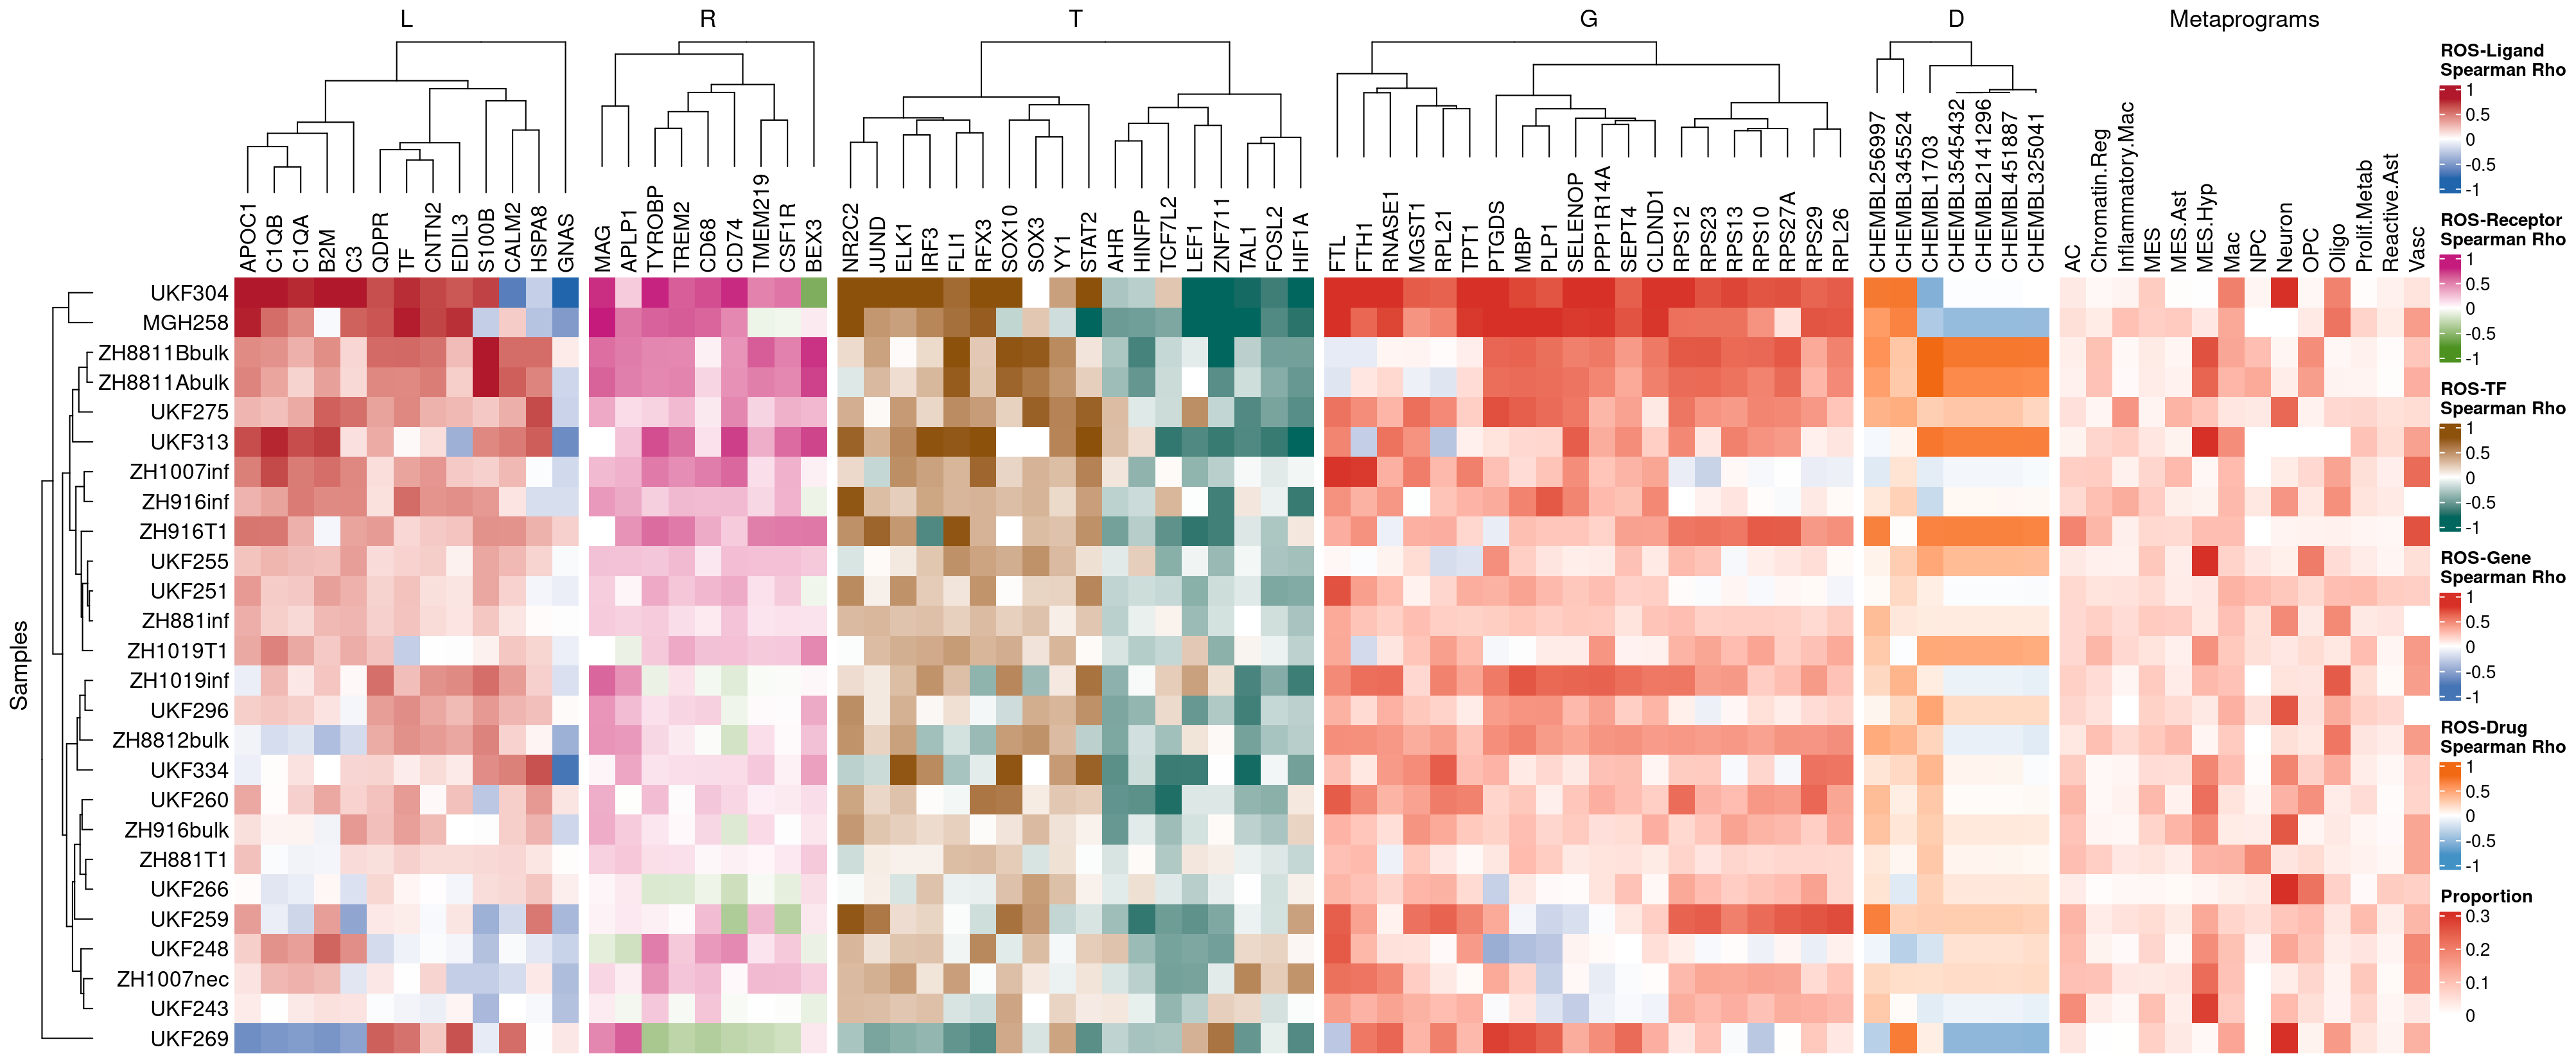 L R T G D Metaprograms
APOC1 C1QB C1QA B2M C3 QDPR TF CNTN2 EDIL3 S100B CALM2 HSPA8 GNAS
MAG APLP1 TYROBP TREM2 CD68 CD74 TMEM219 CSF1R BEX3
NR2C2 JUND ELK1 IRF3 FLI1 RFX3 SOX10 SOX3 YY1 STAT2 AHR HINFP TCF7L2 LEF1 ZNF711 TAL1 FOSL2 HIF1A
FTL FTH1 RNASE1 MGST1 RPL21 TPT1 PTGDS MBP PLP1 SELENOP PPP1R14A SEPT4 CLDND1 RPS12 RPS23 RPS13 RPS10 RPS27A RPS29 RPL26
CHEMBL256997 CHEMBL345524 CHEMBL1703 CHEMBL3545432 CHEMBL2141296 CHEMBL451887 CHEMBL325041
AC Chromatin.Reg Inflammatory.Mac MES MES.Ast MES.Hyp Mac NPC Neuron OPC Oligo Prolif.Metab Reactive.Ast Vasc
Samples
UKF304
MGH258
ZH8811Bbulk
ZH8811Abulk
UKF275
UKF313
ZH1007inf
ZH916inf
ZH916T1
UKF255
UKF251
ZH881inf
ZH1019T1
ZH1019inf
UKF296
ZH8812bulk
UKF334
UKF260
ZH916bulk
ZH881T1
UKF266
UKF259
UKF248
ZH1007nec
UKF243
UKF269
ROS-Ligand
Spearman Rho
1
0.5
0
-0.5
-1
ROS-Receptor
Spearman Rho
1
0.5
0
-0.5
-1
ROS-TF
Spearman Rho
1
0.5
0
-0.5
-1
ROS-Gene
Spearman Rho
1
0.5
0
-0.5
-1
ROS-Drug
Spearman Rho
1
0.5
0
-0.5
-1
Proportion
0.3
0.2
0.1
0